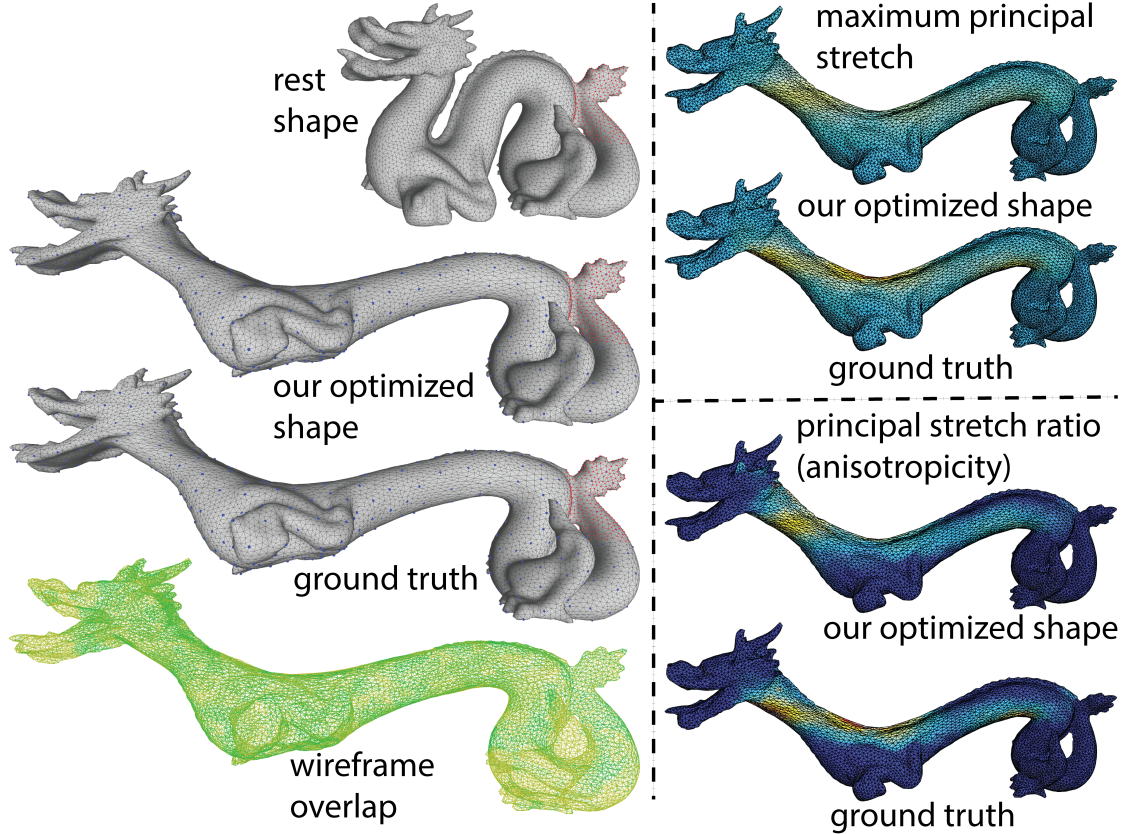 rest
shape
our optimized
shape
ground truth
wireframe
overlap
maximum principal
stretch
our optimized shape
ground truth
principal stretch ratio
(anisotropicity)
our optimized shape
ground truth